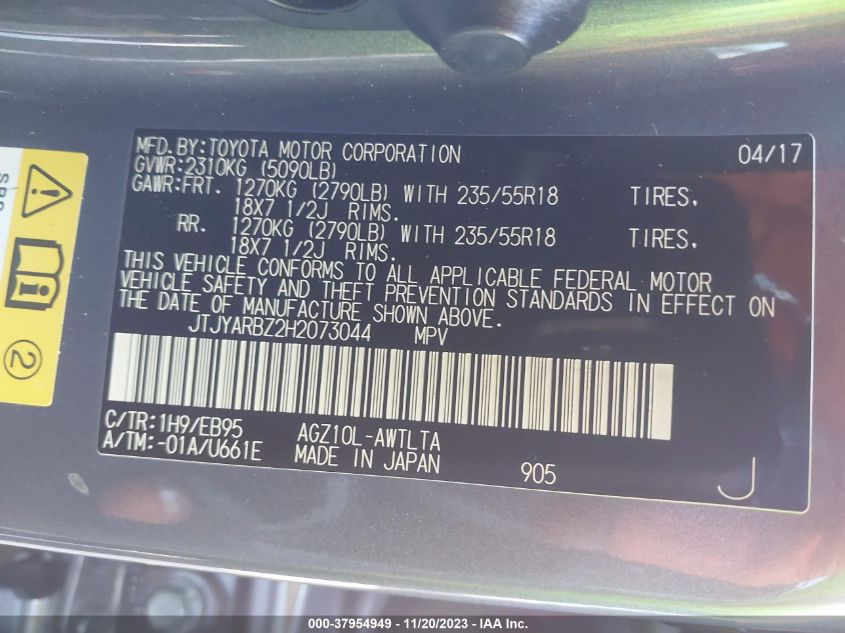 MFD.BY:TOYOTA MOTOR CORPORATION 04/17
GVWR:2310KG (5090LB)
GAWR:FRT. 1270KG (2790LB) WITH 235/55R18 TIRES,
18X7 1/2J RIMS.
RR. 1270KG (2790LB) WITH 235/55R18 TIRES,
18X7 1/2J RIMS.
THIS VEHICLE CONFORMS TO ALL APPLICABLE FEDERAL MOTOR
VEHICLE SAFETY AND THEFT PREVENTION STANDARDS IN EFFECT ON
THE DATE OF MANUFACTURE SHOWN ABOVE.
JTJYARBZ2H2073044 MPV
C/TR:1H9/EB95 AGZ10L-AWTLTA
A/TM:-01A/U661E MADE IN JAPAN 905 J
2
000-37954949 - 11/20/2023 - IAA Inc.